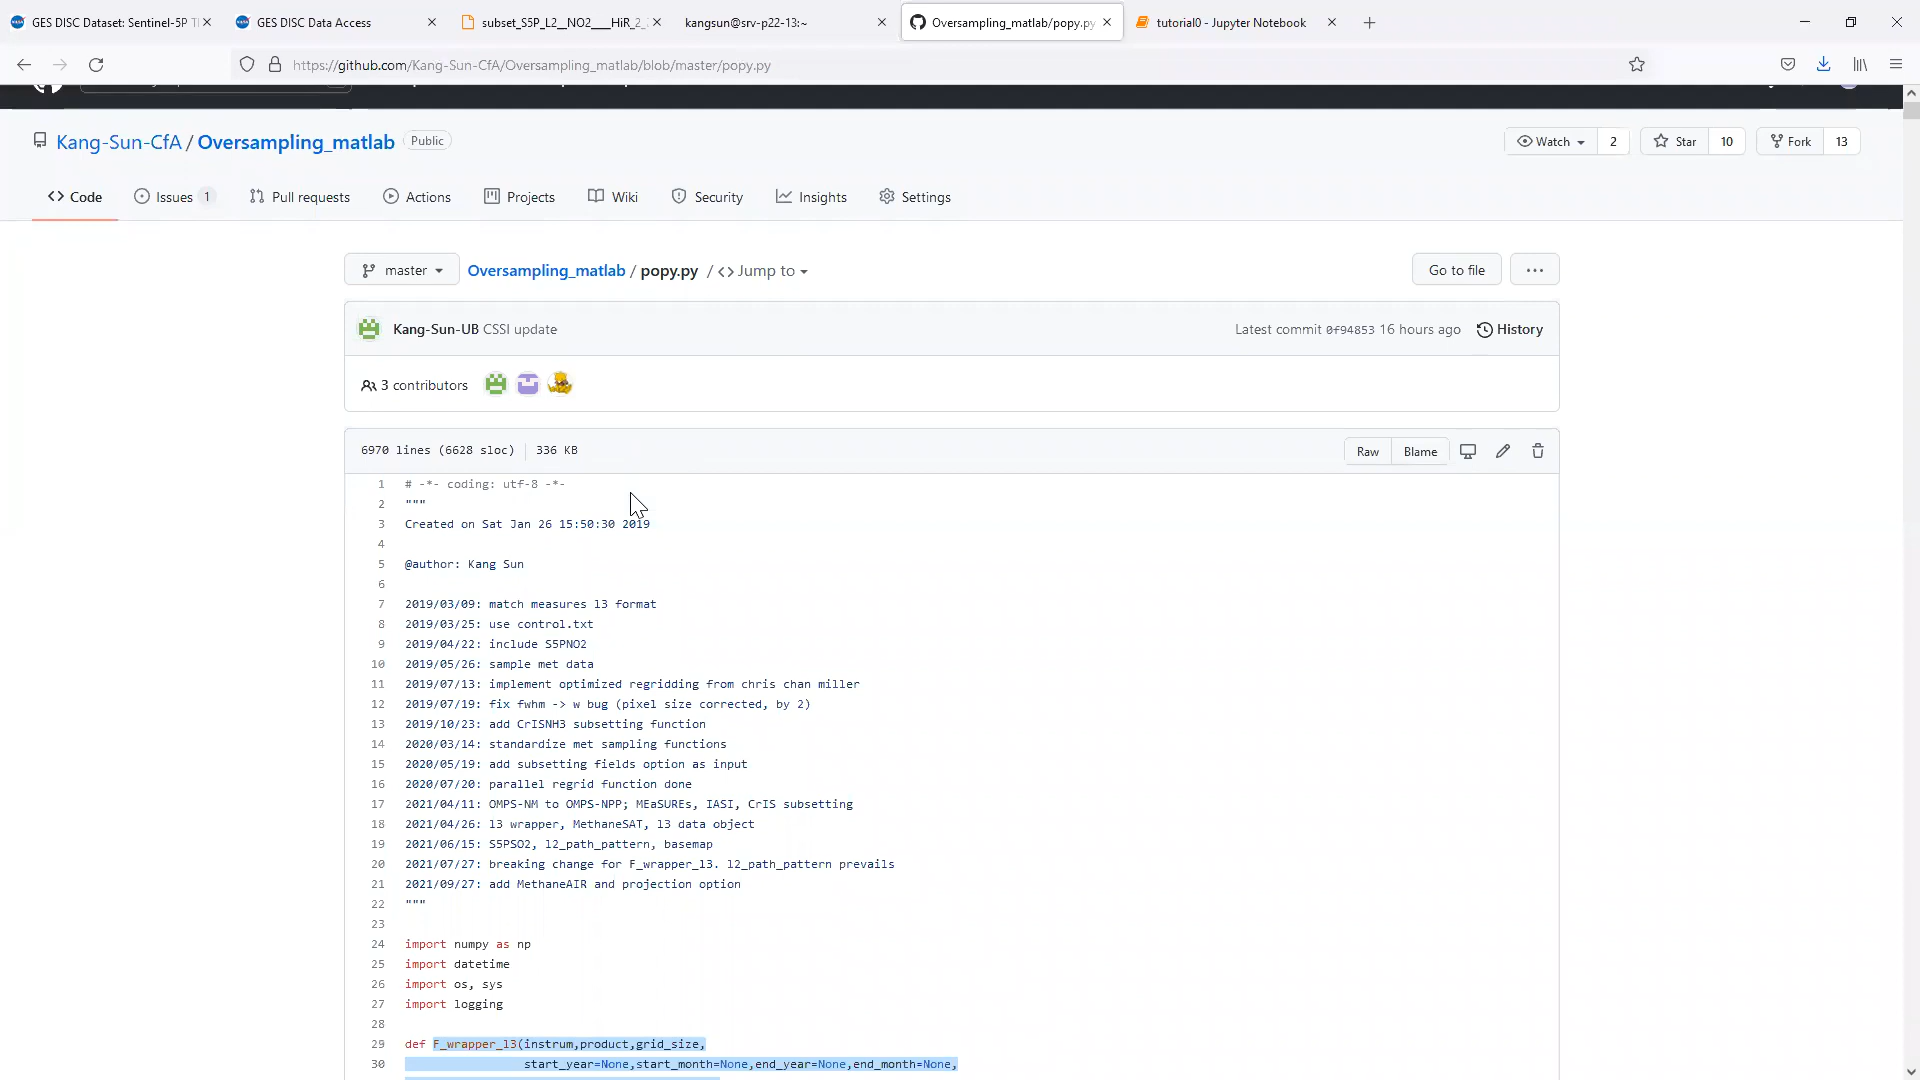 GES DISC Dataset: Sentinel-5P T
GES DISC Data Access
subset_S5P_L2__NO2____HiR_2_
kangsun@srv-p22-13:~
Oversampling_matlab/popy.py
tutorial0 - Jupyter Notebook
https://github.com/Kang-Sun-CfA/Oversampling_matlab/blob/master/popy.py
Kang-Sun-CfA / Oversampling_matlab Public
Watch 2 Star 10 Fork 13
Code Issues 1 Pull requests Actions Projects Wiki Security Insights Settings
master Oversampling_matlab / popy.py / <> Jump to Go to file ...
Kang-Sun-UB CSSI update Latest commit 0f94853 16 hours ago History
3 contributors
6970 lines (6628 sloc) 336 KB Raw Blame
1 # -*- coding: utf-8 -*-
2 """
3 Created on Sat Jan 26 15:50:30 2019
4
5 @author: Kang Sun
6
7 2019/03/09: match measures l3 format
8 2019/03/25: use control.txt
9 2019/04/22: include S5PNO2
10 2019/05/26: sample met data
11 2019/07/13: implement optimized regridding from chris chan miller
12 2019/07/19: fix fwhm -> w bug (pixel size corrected, by 2)
13 2019/10/23: add CrISNH3 subsetting function
14 2020/03/14: standardize met sampling functions
15 2020/05/19: add subsetting fields option as input
16 2020/07/20: parallel regrid function done
17 2021/04/11: OMPS-NM to OMPS-NPP; MEaSUREs, IASI, CrIS subsetting
18 2021/04/26: l3 wrapper, MethaneSAT, l3 data object
19 2021/06/15: S5PSO2, l2_path_pattern, basemap
20 2021/07/27: breaking change for F_wrapper_l3. l2_path_pattern prevails
21 2021/09/27: add MethaneAIR and projection option
22 """
23
24 import numpy as np
25 import datetime
26 import os, sys
27 import logging
28
29 def F_wrapper_l3(instrum,product,grid_size,
30 start_year=None,start_month=None,end_year=None,end_month=None,